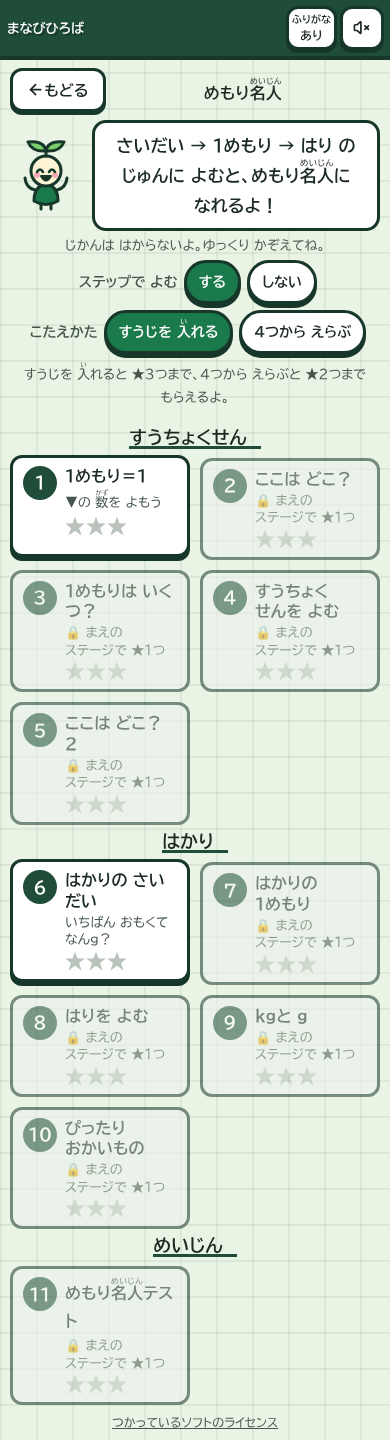 まなびひろば
ふりがな
あり
←もどる
めもり名人
めいじん
さいだい → 1めもり → はり の
じゅんに よむと、めもり名人に
めいじん
なれるよ！
じかんは はからないよ。ゆっくり かぞえてね。
ステップで よむ する しない
こたえかた すうじを 入れる 4つから えらぶ
い
すうじを 入れると ★3つまで、4つから えらぶと ★2つまで
い
もらえるよ。
すうちょくせん
1
1めもり＝1
▼の 数を よもう
かず
★★★
2
ここは どこ？
🔒 まえの
ステージで ★1つ
★★★
3
1めもりは いく
つ？
🔒 まえの
ステージで ★1つ
★★★
4
すうちょく
せんを よむ
🔒 まえの
ステージで ★1つ
★★★
5
ここは どこ？
2
🔒 まえの
ステージで ★1つ
★★★
はかり
6
はかりの さい
だい
いちばん おもくて
なんg？
★★★
7
はかりの
1めもり
🔒 まえの
ステージで ★1つ
★★★
8
はりを よむ
🔒 まえの
ステージで ★1つ
★★★
9
kgと g
🔒 まえの
ステージで ★1つ
★★★
10
ぴったり
おかいもの
🔒 まえの
ステージで ★1つ
★★★
めいじん
11
めもり名人テス
めいじん
ト
🔒 まえの
ステージで ★1つ
★★★
つかっているソフトのライセンス